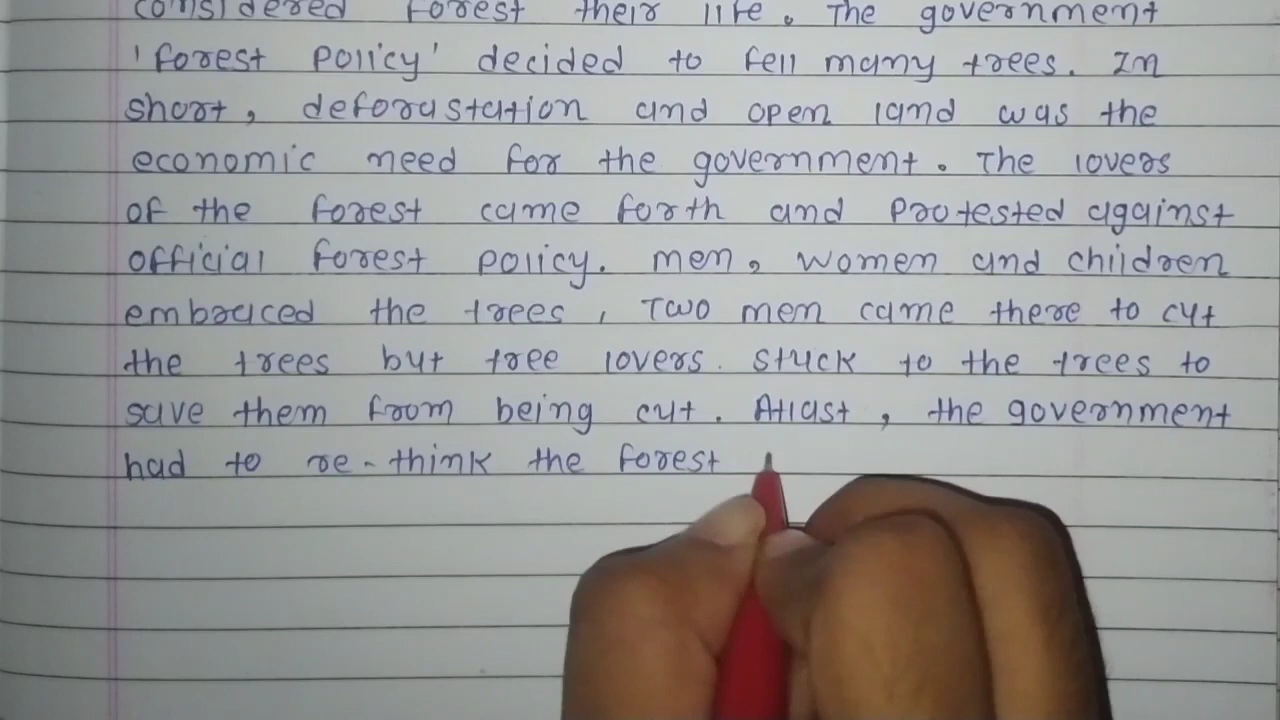 considered forest their life. The government
'forest policy' decided to fell many trees. In
short, deforastation and open land was the
economic need for the government. The lovers
of the forest came forth and protested against
official forest policy. men, women and children
embraced the trees, Two men came there to cut
the trees but tree lovers. stuck to the trees to
save them from being cut. Atlast, the government
had to re-think the forest